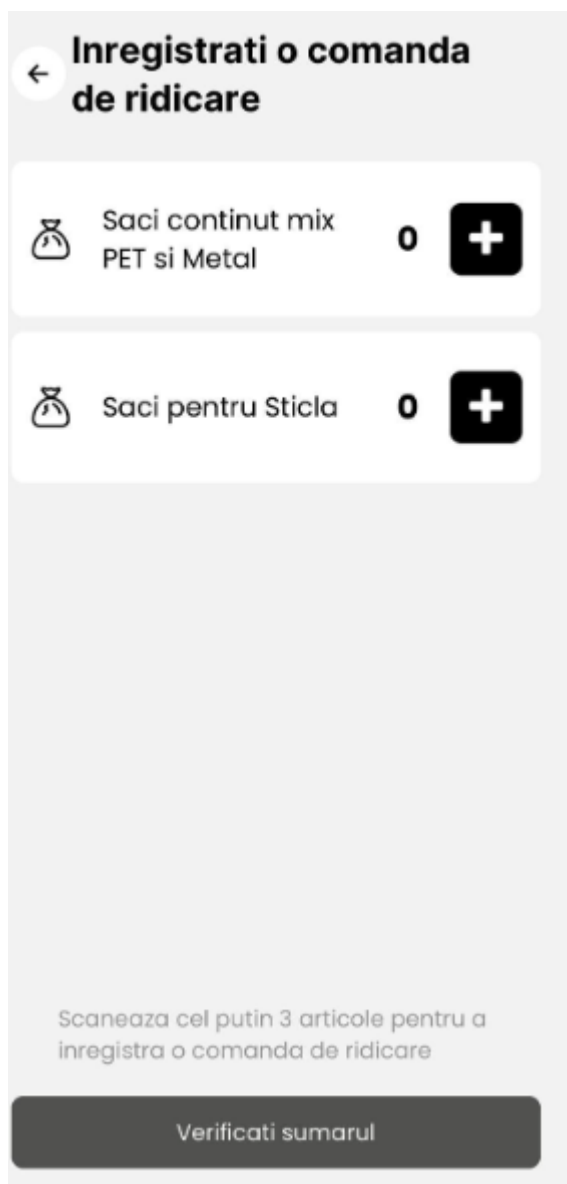 Inregistrati o comanda
de ridicare
Saci continut mix
PET si Metal
0
Saci pentru Sticla
0
Scaneaza cel putin 3 articole pentru a
inregistra o comanda de ridicare
Verificati sumarul